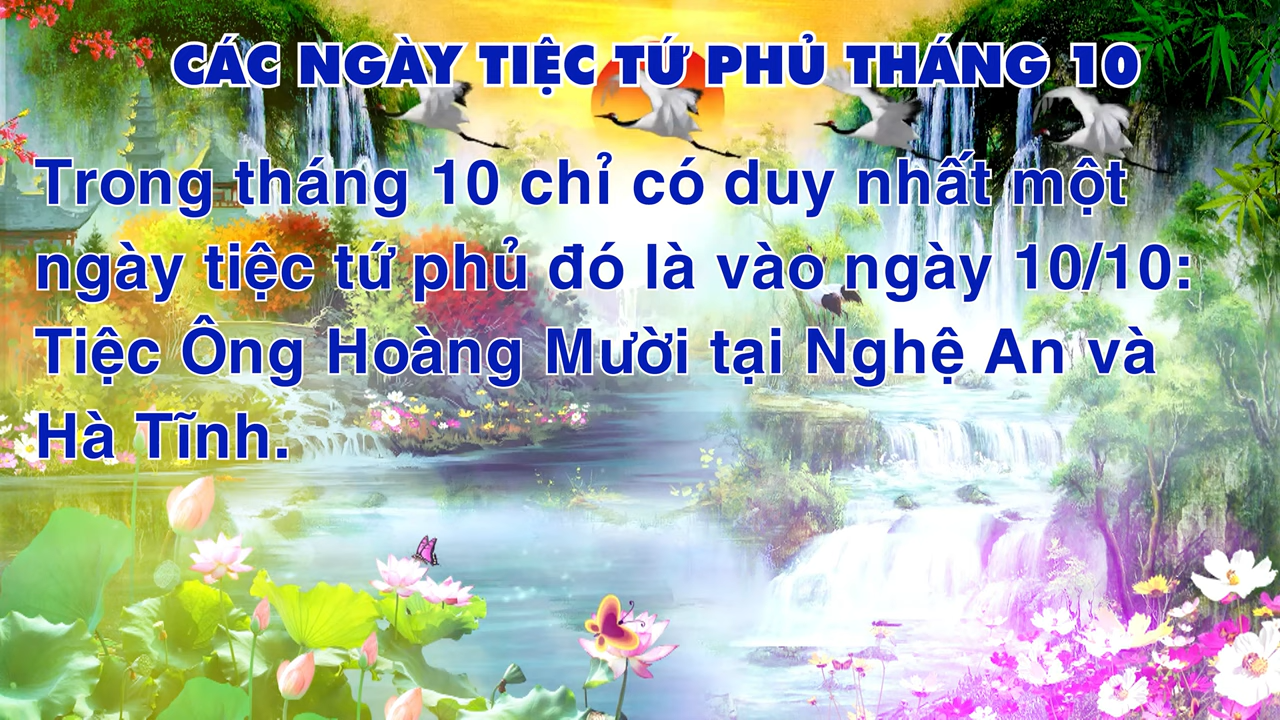 CÁC NGÀY TIỆC TỨ PHỦ THÁNG 10
Trong tháng 10 chỉ có duy nhất một
ngày tiệc tứ phủ đó là vào ngày 10/10:
Tiệc Ông Hoàng Mười tại Nghệ An và
Hà Tĩnh.